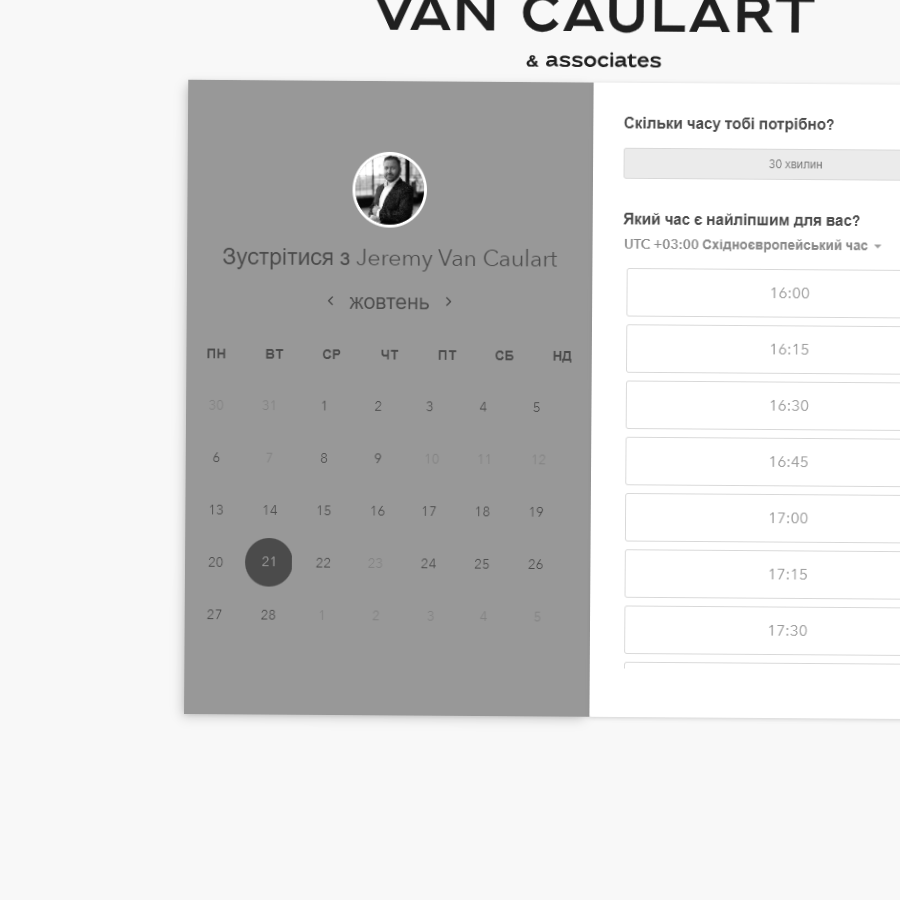 VAN CAULART
& associates
Зустрітися з Jeremy Van Caulart
‹ жовтень ›
ПН ВТ СР ЧТ ПТ СБ НД
30 31 1 2 3 4 5
6 7 8 9 10 11 12
13 14 15 16 17 18 19
20 21 22 23 24 25 26
27 28 1 2 3 4 5
Скільки часу тобі потрібно?
30 хвилин
Який час є найліпшим для вас?
UTC +03:00 Східноєвропейський час
16:00
16:15
16:30
16:45
17:00
17:15
17:30